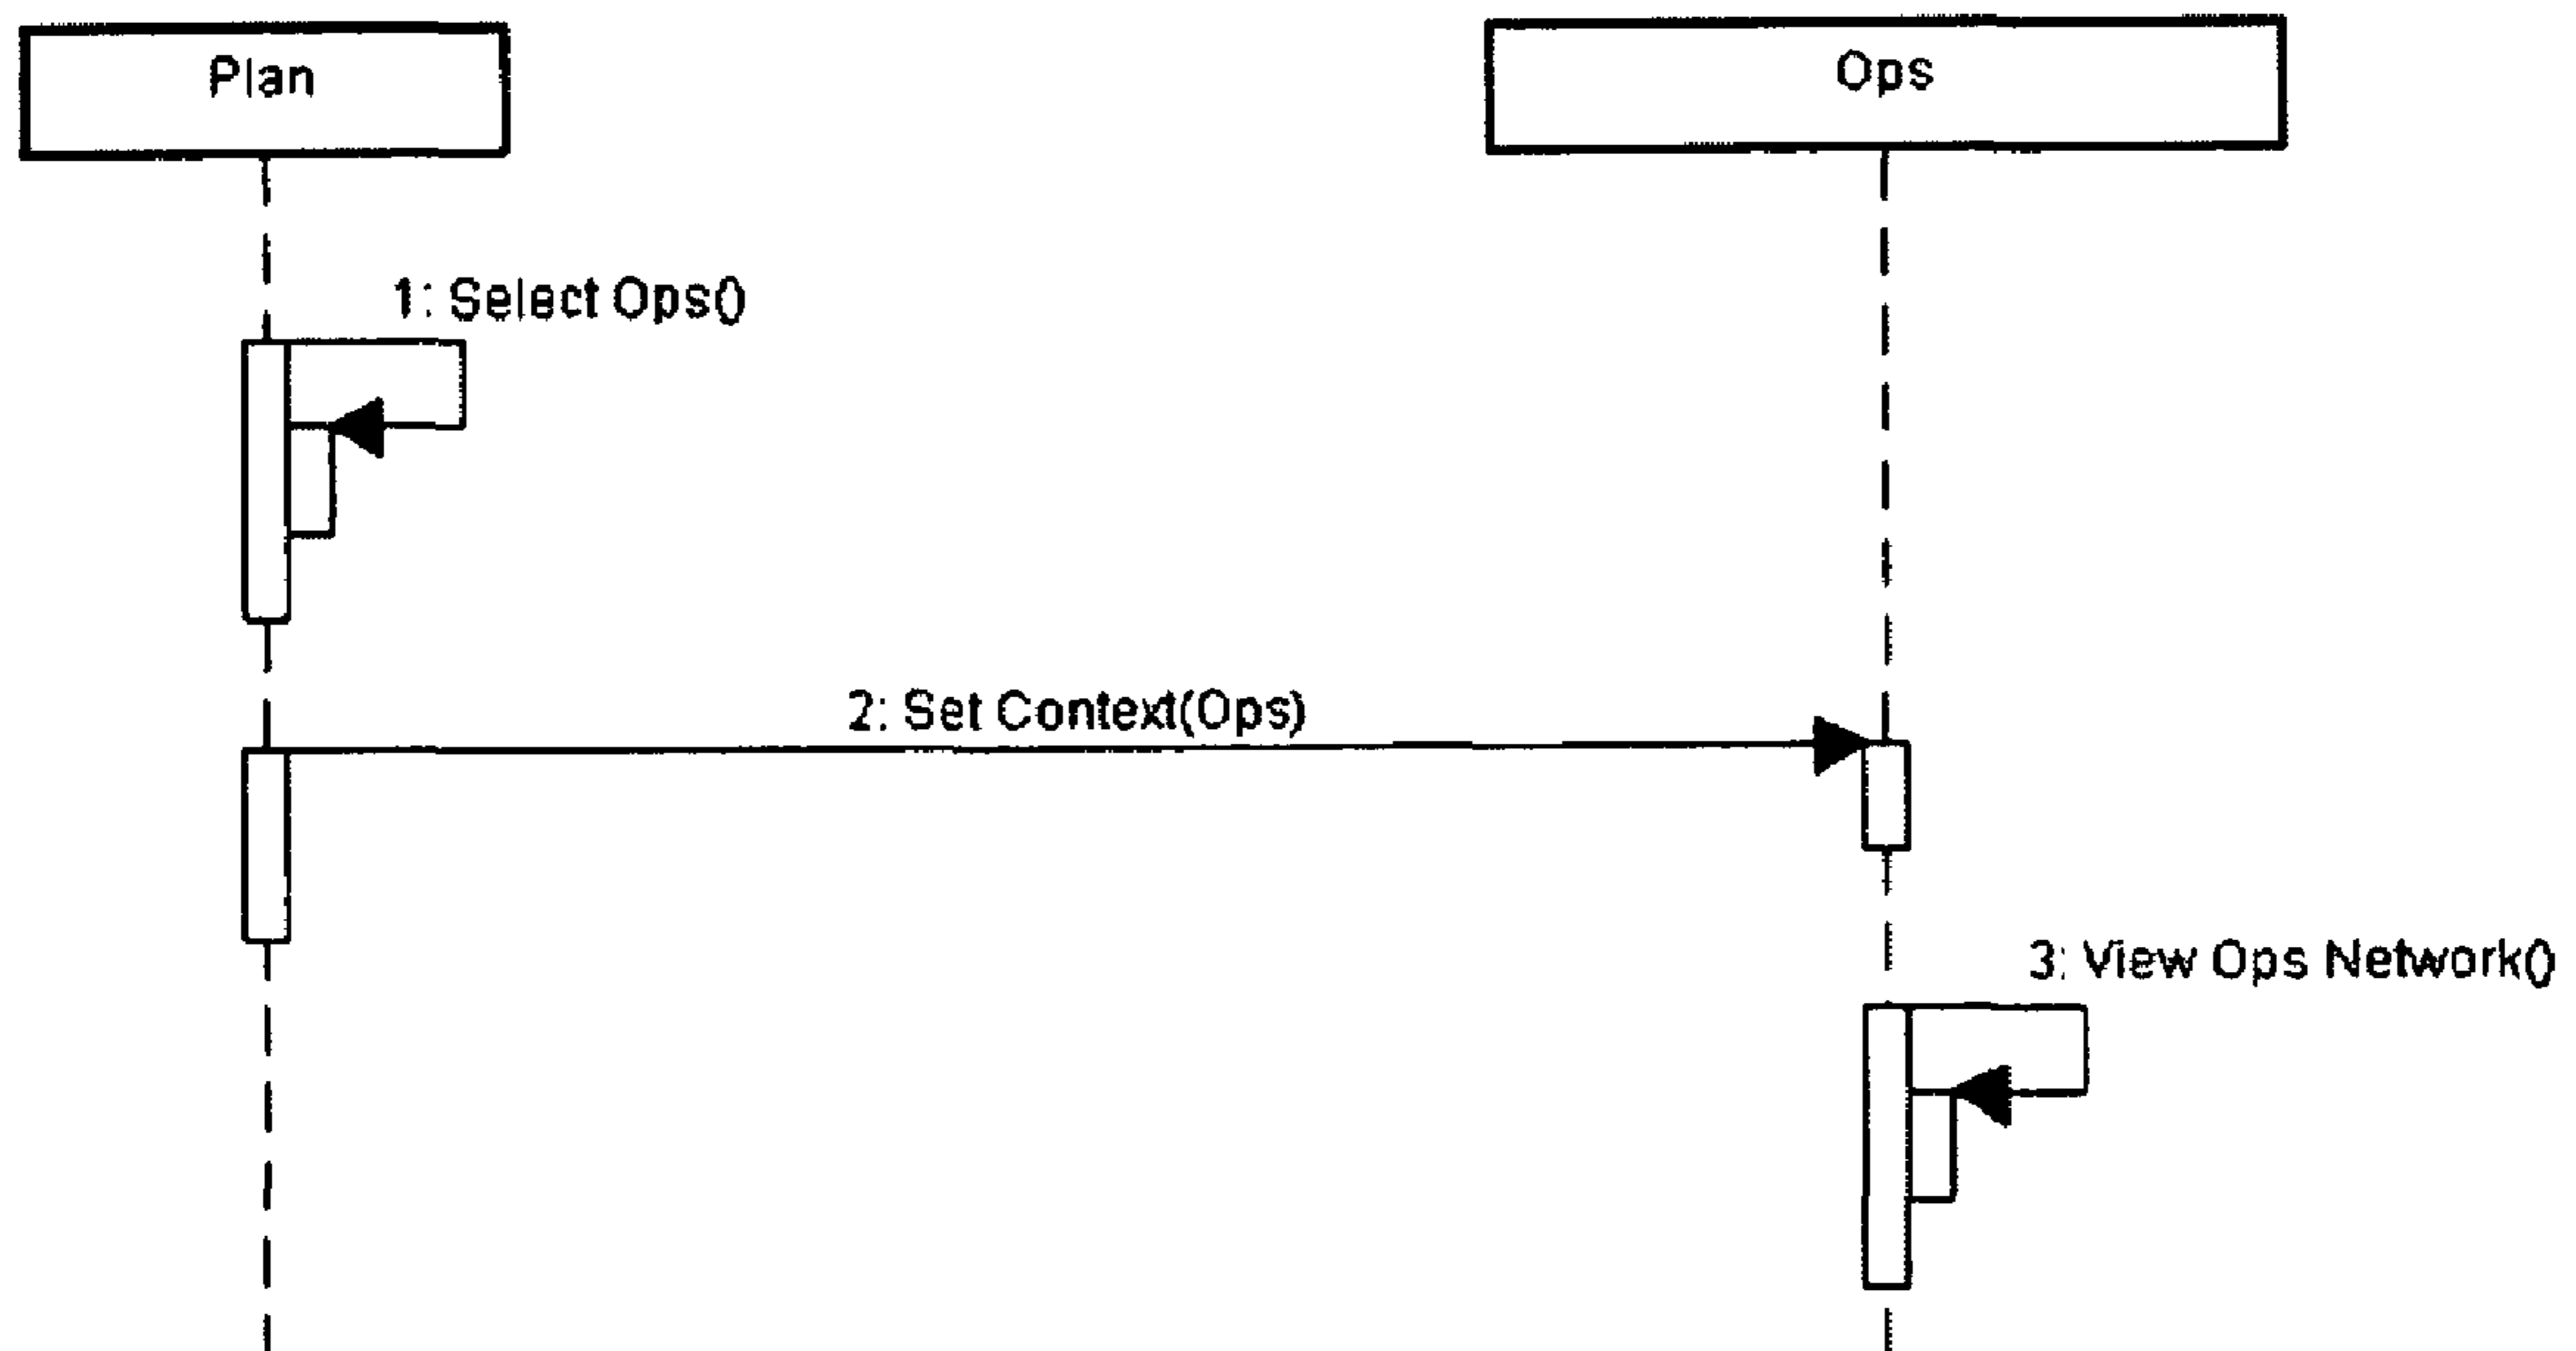 Plan
Ops
1: Select Ops()
2: Set Context(Ops)
3: View Ops Network()